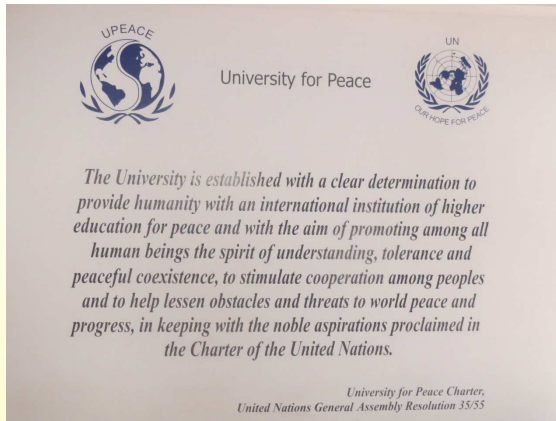 UPEACE
University for Peace
UN
OUR HOPE FOR PEACE
The University is established with a clear determination to
provide humanity with an international institution of higher
education for peace and with the aim of promoting among all
human beings the spirit of understanding, tolerance and
peaceful coexistence, to stimulate cooperation among peoples
and to help lessen obstacles and threats to world peace and
progress, in keeping with the noble aspirations proclaimed in
the Charter of the United Nations.
University for Peace Charter,
United Nations General Assembly Resolution 35/55